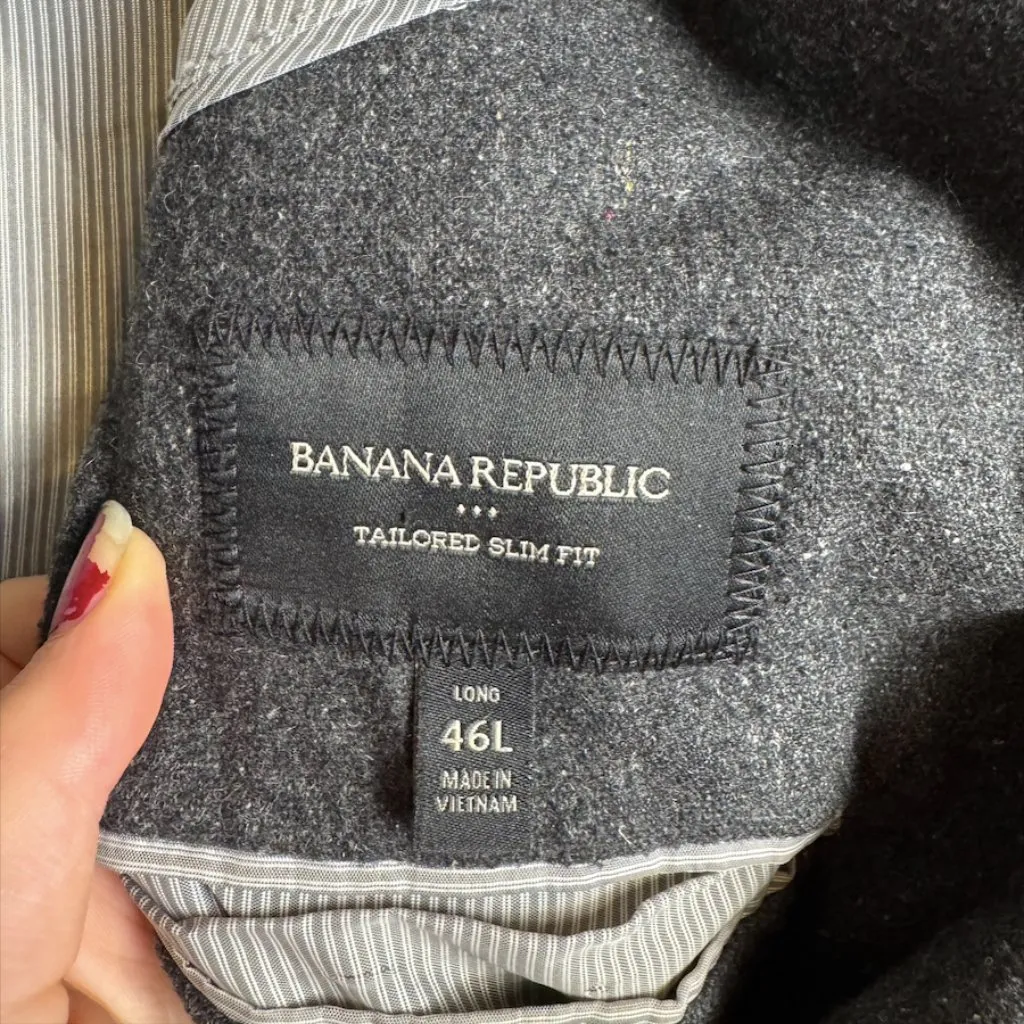 BANANA REPUBLIC
TAILORED SLIM FIT
LONG
46L
MADE IN
VIETNAM